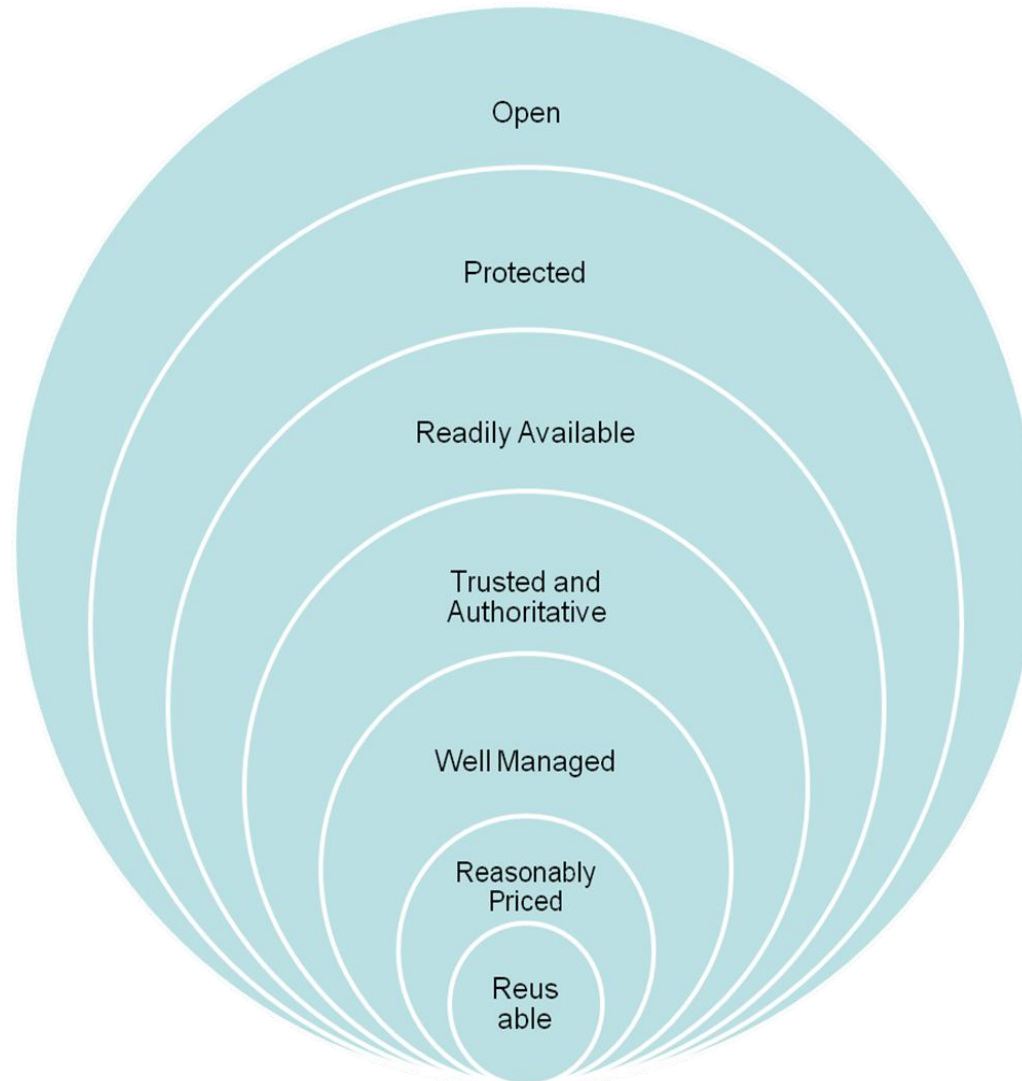 Open
Protected
Readily Available
Trusted and
Authoritative
Well Managed
Reasonably
Priced
Reus
able